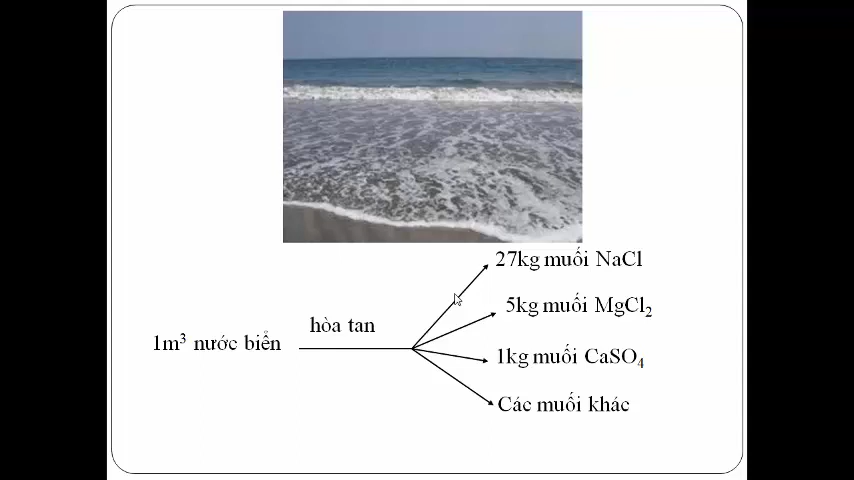 27kg muối NaCl
5kg muối MgCl₂
hòa tan
1m³ nước biển
1kg muối CaSO₄
Các muối khác